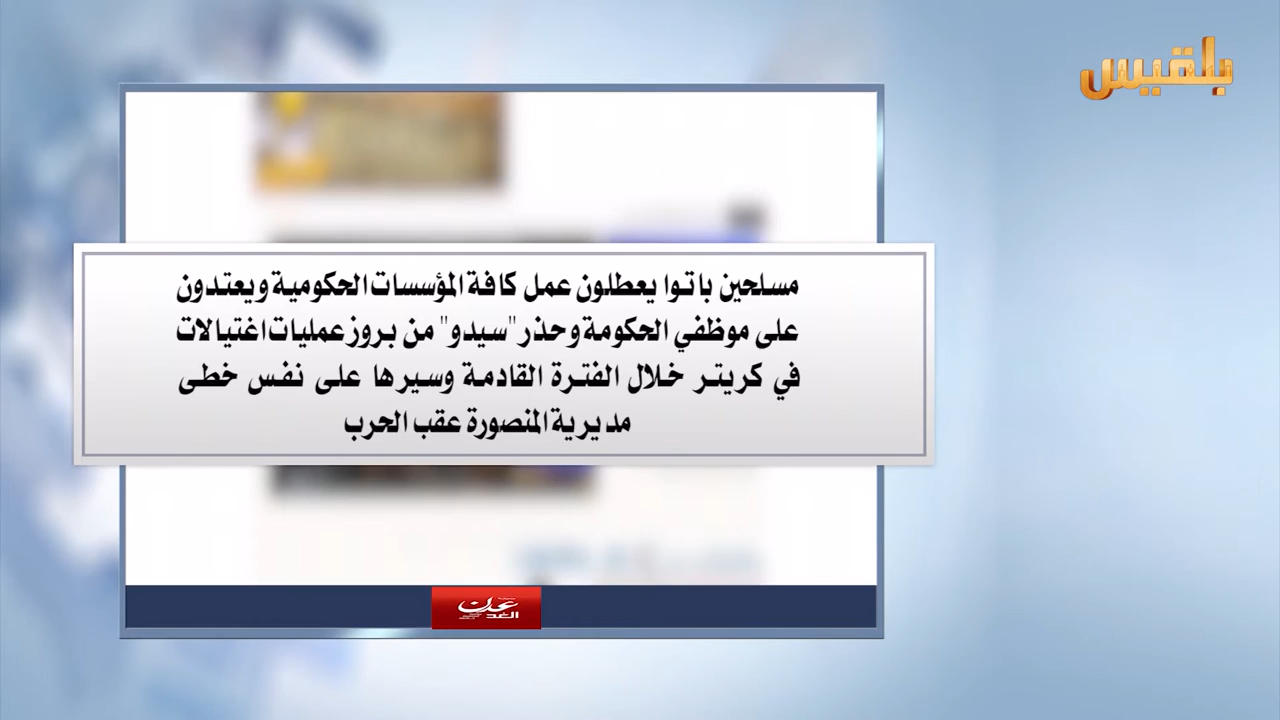 بلقيس
مسلحين باتوا يعطلون عمل كافة المؤسسات الحكومية ويعتدون
على موظفي الحكومة وحذر "سيدو" من بروز عمليات اغتيالات
في كريتر خلال الفترة القادمة وسيرها على نفس خطى
مديرية المنصورة عقب الحرب
عدن
الغد